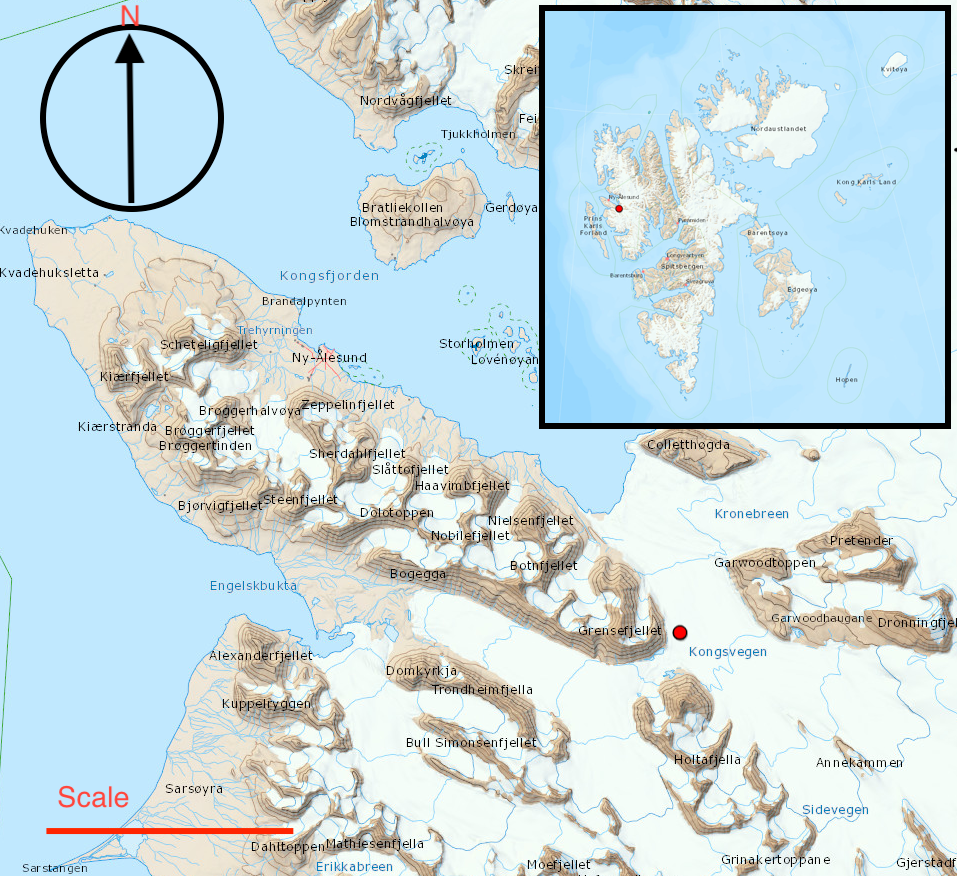 N
Nordvågfjellet
Skrei
Fei
Tjukkholmen
Bratliekollen
Blomstrandhalvøya
Gerdøya
Kvadehuken
Kvadehuksletta
Kongsfjorden
Brandalpynten
Trehyrningen
Scheteligfjellet
Ny-Ålesund
Storholmen
Lovénøyan
Kiærfjellet
Brøggerhalvøya
Zeppelinfjellet
Kiærstranda
Brøggerfjellet
Brøggertinden
Sherdahlfjellet
Slåttofjellet
Haavimbfjellet
Steenfjellet
Bjørvigfjellet
Dolotoppen
Nielsenfjellet
Nobilefjellet
Bogegga
Botnfjellet
Engelskbukta
Grensefjellet
Kongsvegen
Colletthøgda
Kronebreen
Pretender
Garwoodtoppen
Garwoodhaugane
Dronningfjel
Alexanderfjellet
Kuppelryggen
Domkyrkja
Trondheimfjella
Bull Simonsenfjellet
Holtafjella
Annekammen
Sidevegen
Sarsøyra
Scale
Dahltoppen
Mathiesenfjella
Erikkabreen
Sarstangen
Moefjellet
Grinakertoppane
Gjerstadf
Kvitøya
Nordaustlandet
Kong Karls Land
Ny-Ålesund
Prins
Karls
Forland
Pyramiden
Barentsøya
Longyearbyen
Spitsbergen
Barentsburg
Sveagruva
Edgeøya
Hopen